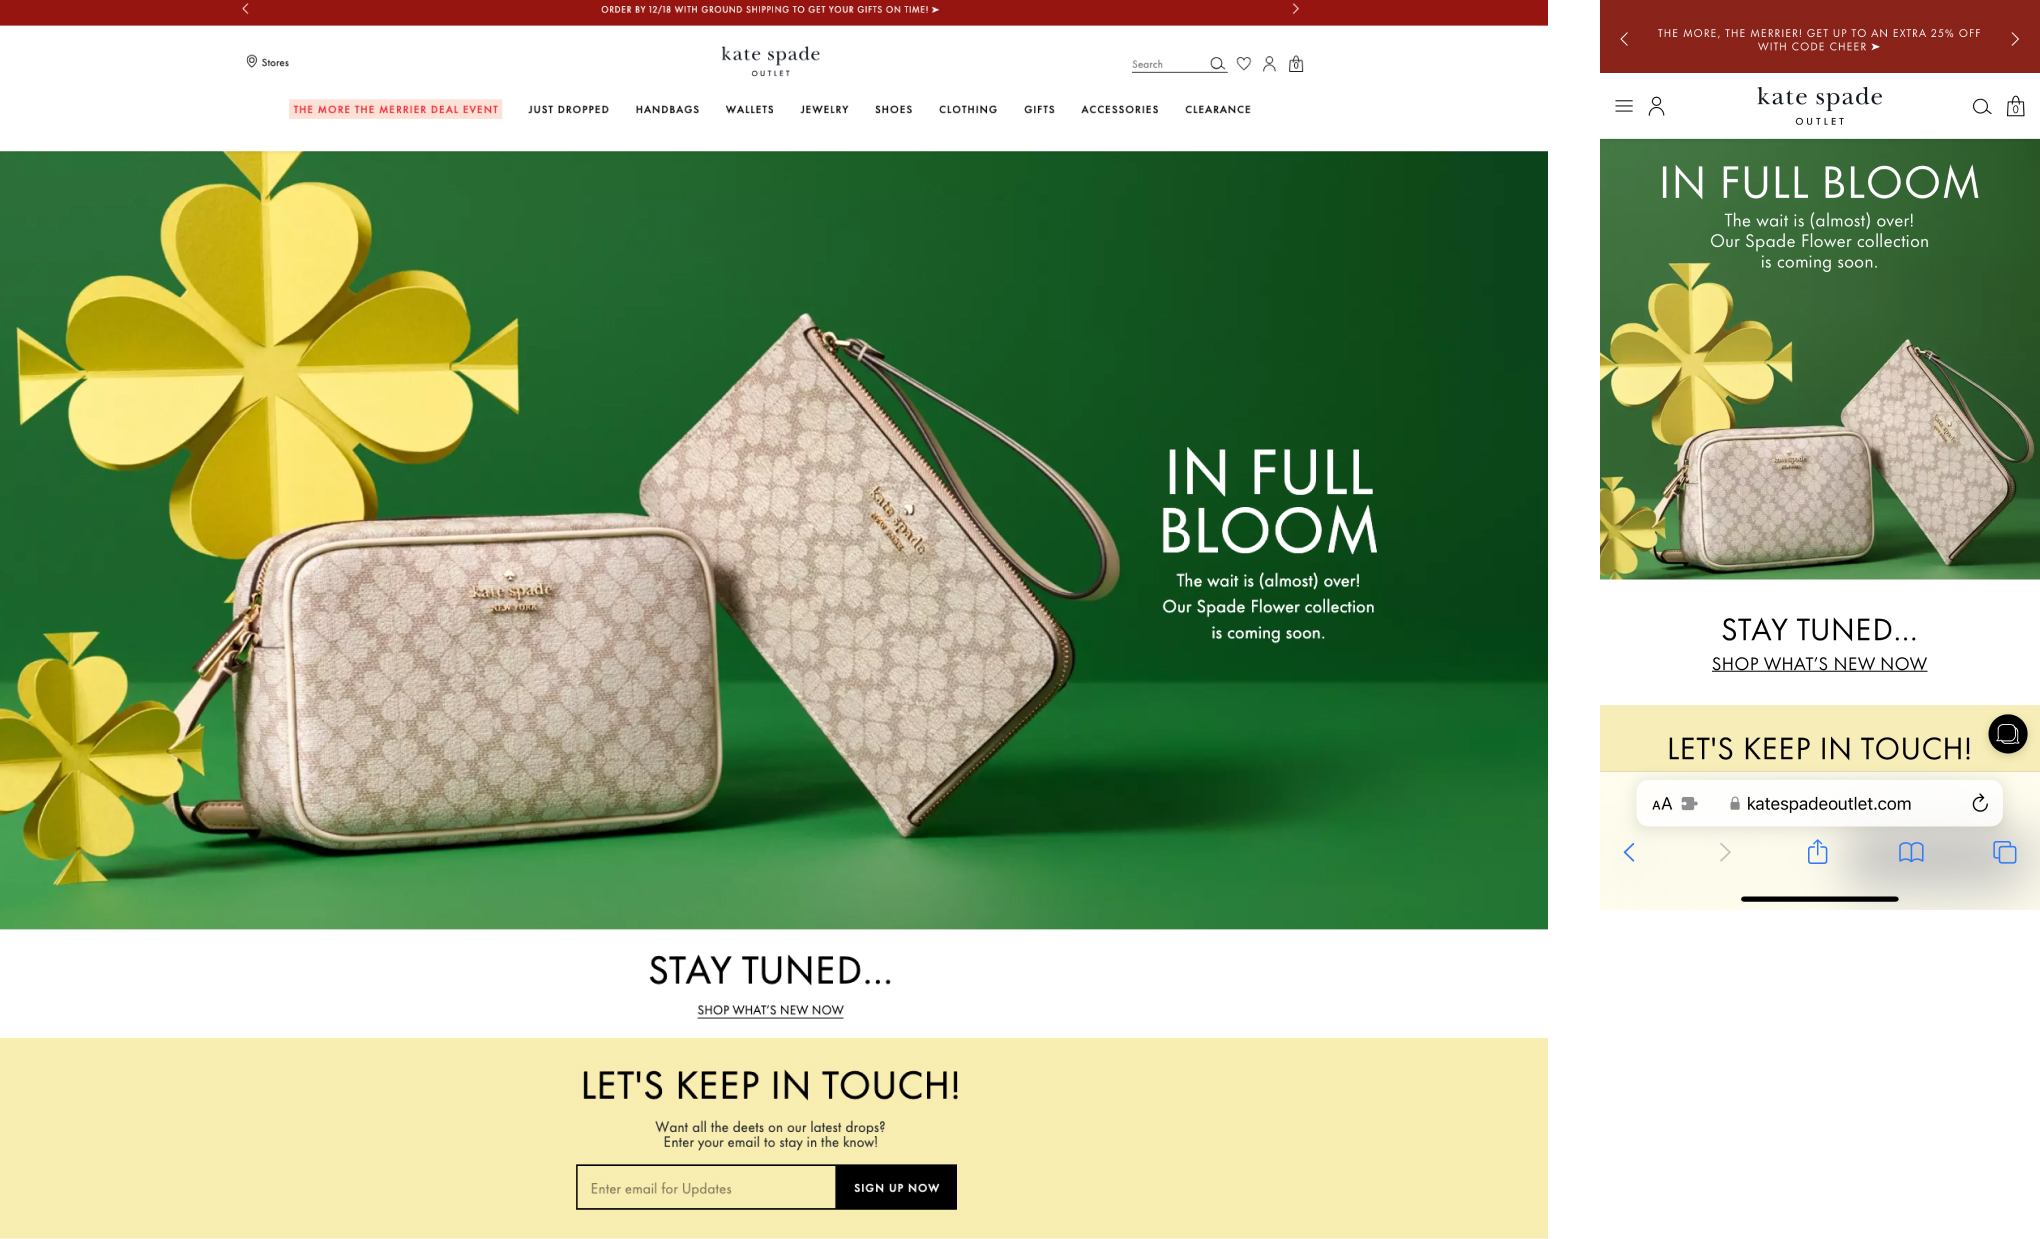 ORDER BY 12/18 WITH GROUND SHIPPING TO GET YOUR GIFTS ON TIME! ➤
Stores
kate spade
OUTLET
Search
0
THE MORE THE MERRIER DEAL EVENT
JUST DROPPED
HANDBAGS
WALLETS
JEWELRY
SHOES
CLOTHING
GIFTS
ACCESSORIES
CLEARANCE
kate spade
NEW YORK
kate spade
NEW YORK
IN FULL
BLOOM
The wait is (almost) over!
Our Spade Flower collection
is coming soon.
STAY TUNED...
SHOP WHAT'S NEW NOW
LET'S KEEP IN TOUCH!
Want all the deets on our latest drops?
Enter your email to stay in the know!
Enter email for Updates
SIGN UP NOW
THE MORE, THE MERRIER! GET UP TO AN EXTRA 25% OFF
WITH CODE CHEER ➤
kate spade
OUTLET
0
IN FULL BLOOM
The wait is (almost) over!
Our Spade Flower collection
is coming soon.
kate spade
STAY TUNED...
SHOP WHAT'S NEW NOW
LET'S KEEP IN TOUCH!
AA
katespadeoutlet.com